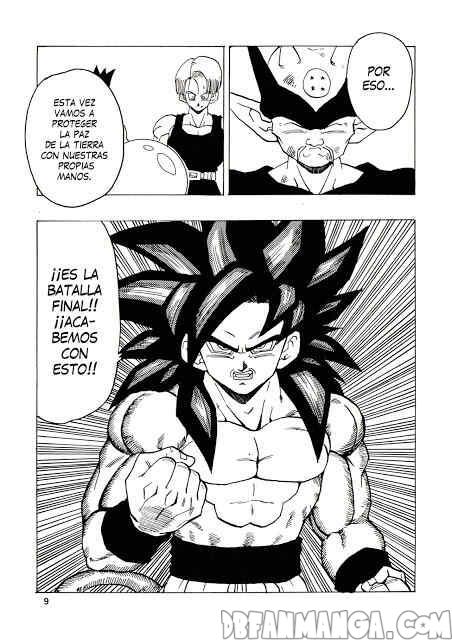 POR
ESO...
ESTA VEZ
VAMOS A
PROTEGER
LA PAZ
DE LA TIERRA
CON NUESTRAS
PROPIAS
MANOS.
¡¡ES LA
BATALLA
FINAL!!
¡¡ACA-
BEMOS
CON
ESTO!!
9
DBFANMANGA.COM